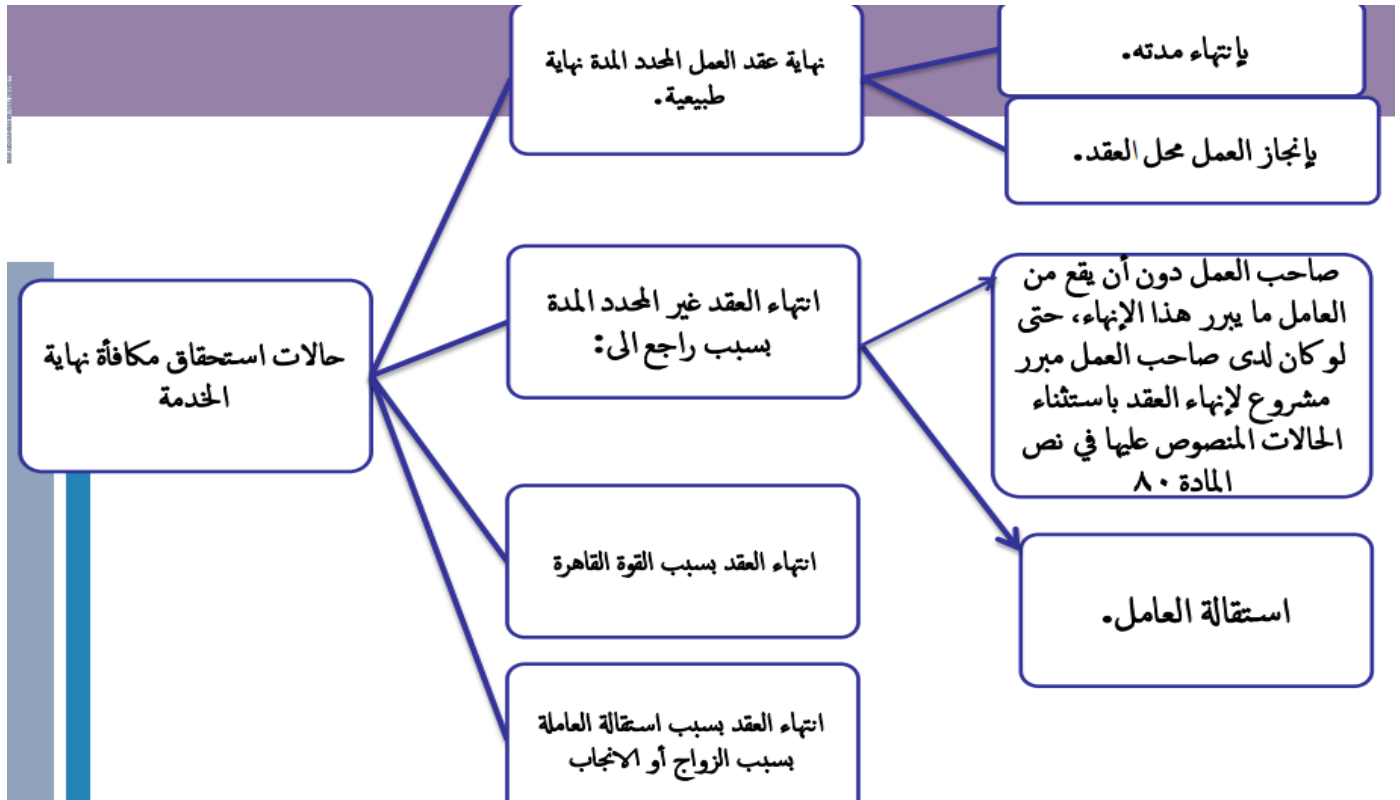 حالات استحقاق مكافأة نهاية
الخدمة
نهاية عقد العمل المحدد المدة نهاية
طبيعية.
بإنتهاء مدته.
بإنجاز العمل محل العقد.
انتهاء العقد غير المحدد المدة
بسبب راجع الى:
صاحب العمل دون أن يقع من
العامل ما يبرر هذا الإنهاء، حتى
لو كان لدى صاحب العمل مبرر
مشروع لإنهاء العقد باستثناء
الحالات المنصوص عليها في نص
المادة ٨٠
استقالة العامل.
انتهاء العقد بسبب القوة القاهرة
انتهاء العقد بسبب استقالة العاملة
بسبب الزواج أو الانجاب